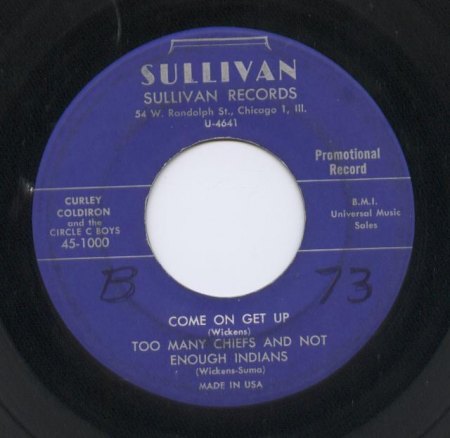 SULLIVAN
SULLIVAN RECORDS
54 W. Randolph St., Chicago 1, Ill.
U-4641
Promotional
Record
CURLEY
COLDIRON
and the
CIRCLE C BOYS
45-1000
B.M.I.
Universal Music
Sales
B 73
COME ON GET UP
(Wickens)
TOO MANY CHIEFS AND NOT
ENOUGH INDIANS
(Wickens-Suma)
MADE IN USA